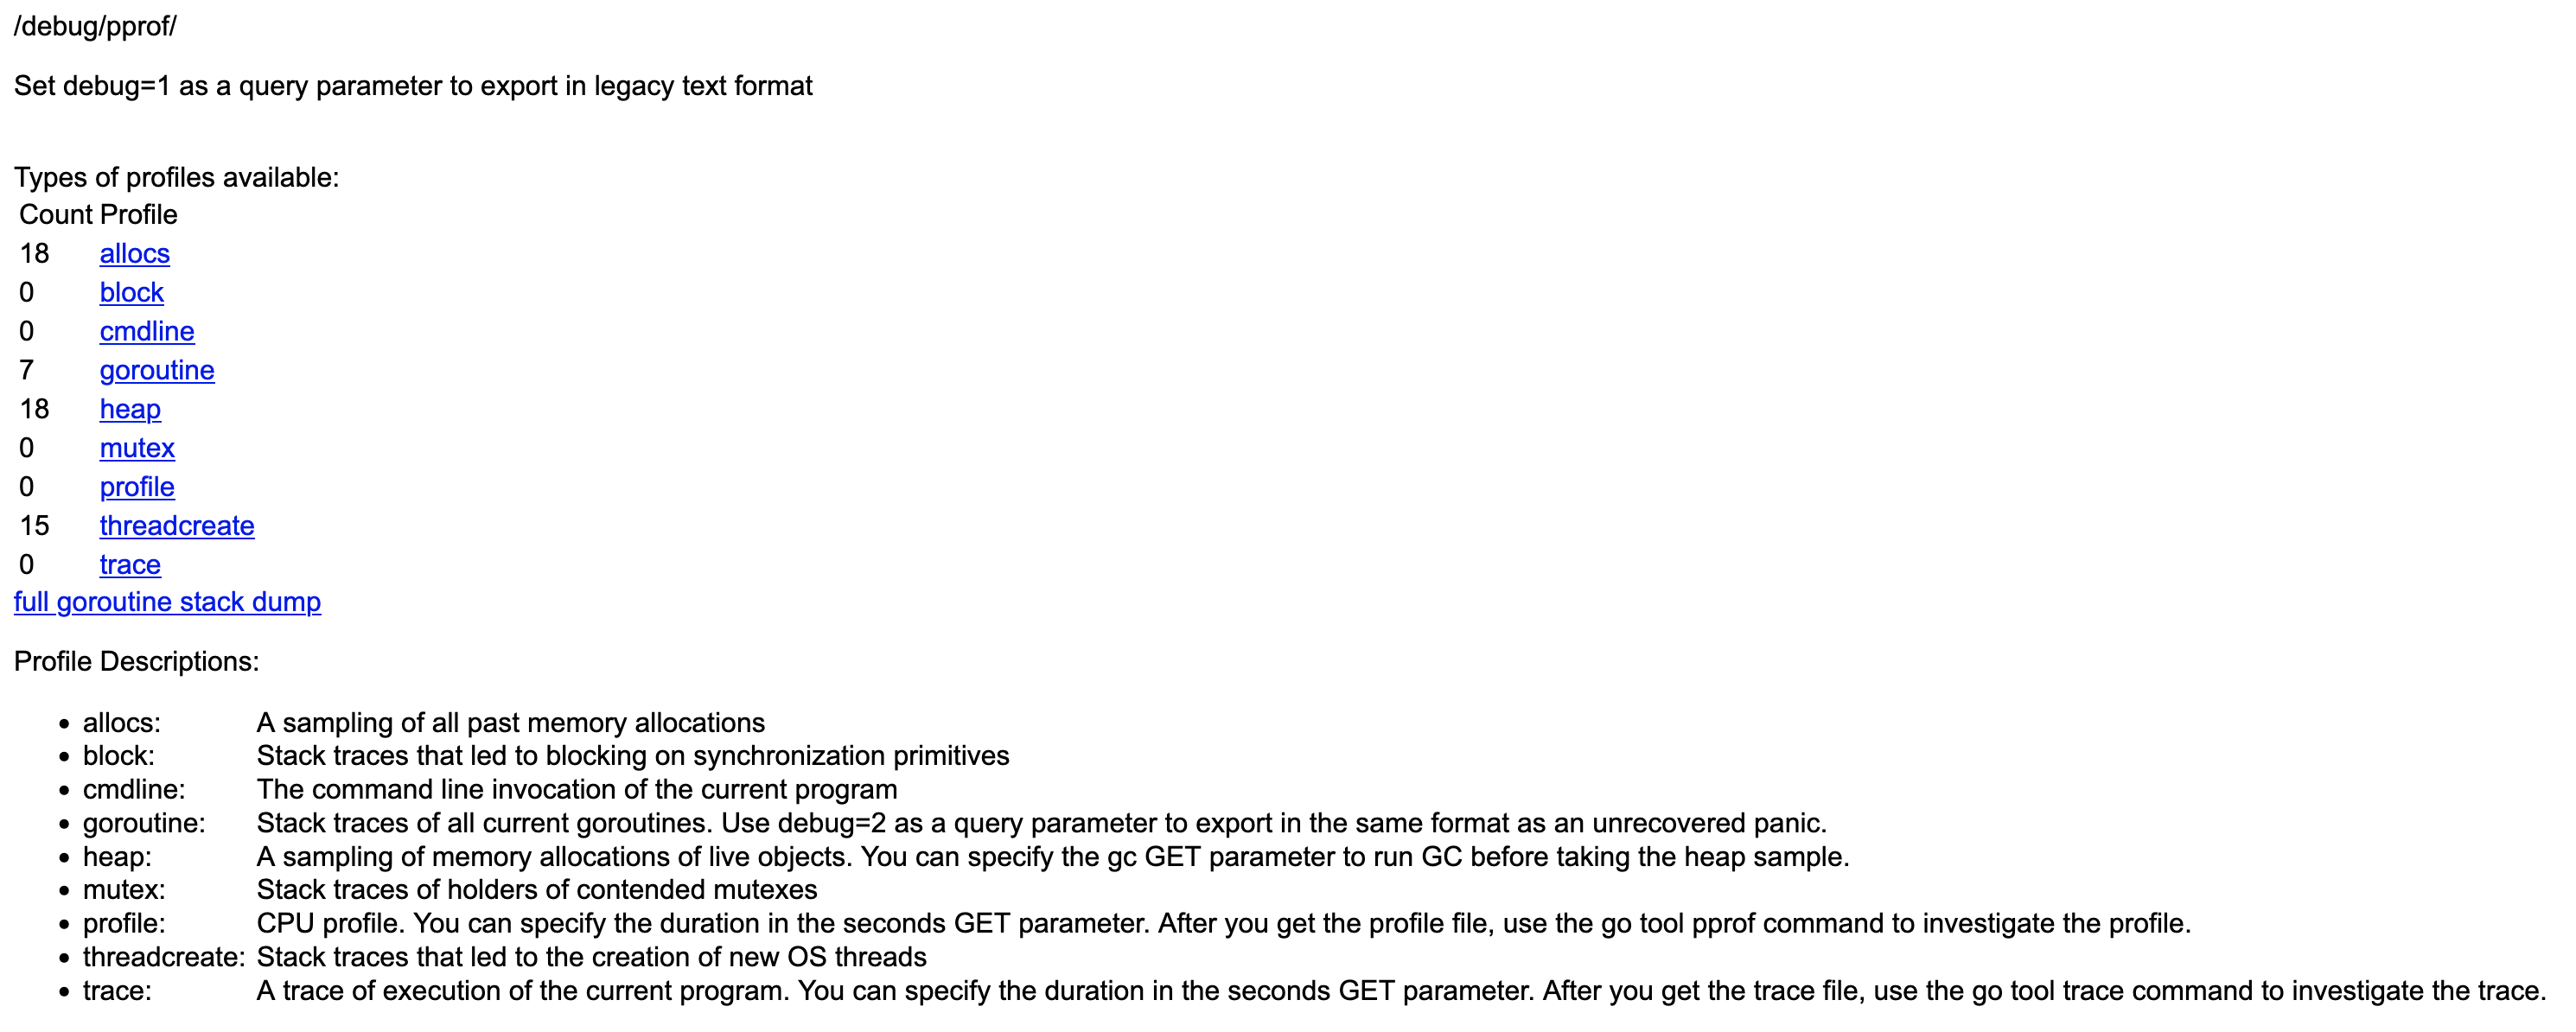 /debug/pprof/
Set debug=1 as a query parameter to export in legacy text format
Types of profiles available:
Count Profile
18 allocs
0 block
0 cmdline
7 goroutine
18 heap
0 mutex
0 profile
15 threadcreate
0 trace
full goroutine stack dump
Profile Descriptions:
• allocs: A sampling of all past memory allocations
• block: Stack traces that led to blocking on synchronization primitives
• cmdline: The command line invocation of the current program
• goroutine: Stack traces of all current goroutines. Use debug=2 as a query parameter to export in the same format as an unrecovered panic.
• heap: A sampling of memory allocations of live objects. You can specify the gc GET parameter to run GC before taking the heap sample.
• mutex: Stack traces of holders of contended mutexes
• profile: CPU profile. You can specify the duration in the seconds GET parameter. After you get the profile file, use the go tool pprof command to investigate the profile.
• threadcreate: Stack traces that led to the creation of new OS threads
• trace: A trace of execution of the current program. You can specify the duration in the seconds GET parameter. After you get the trace file, use the go tool trace command to investigate the trace.